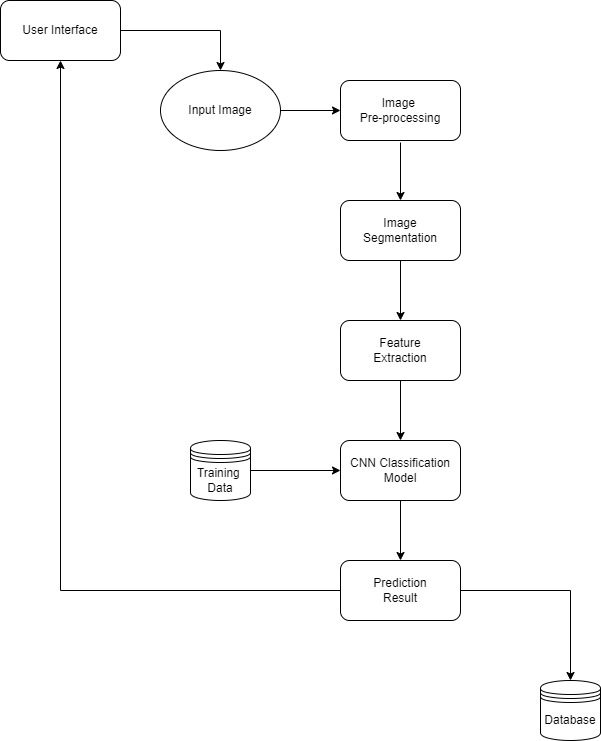 User Interface
Input Image
Image
Pre-processing
Image
Segmentation
Feature
Extraction
Training
Data
CNN Classification
Model
Prediction
Result
Database